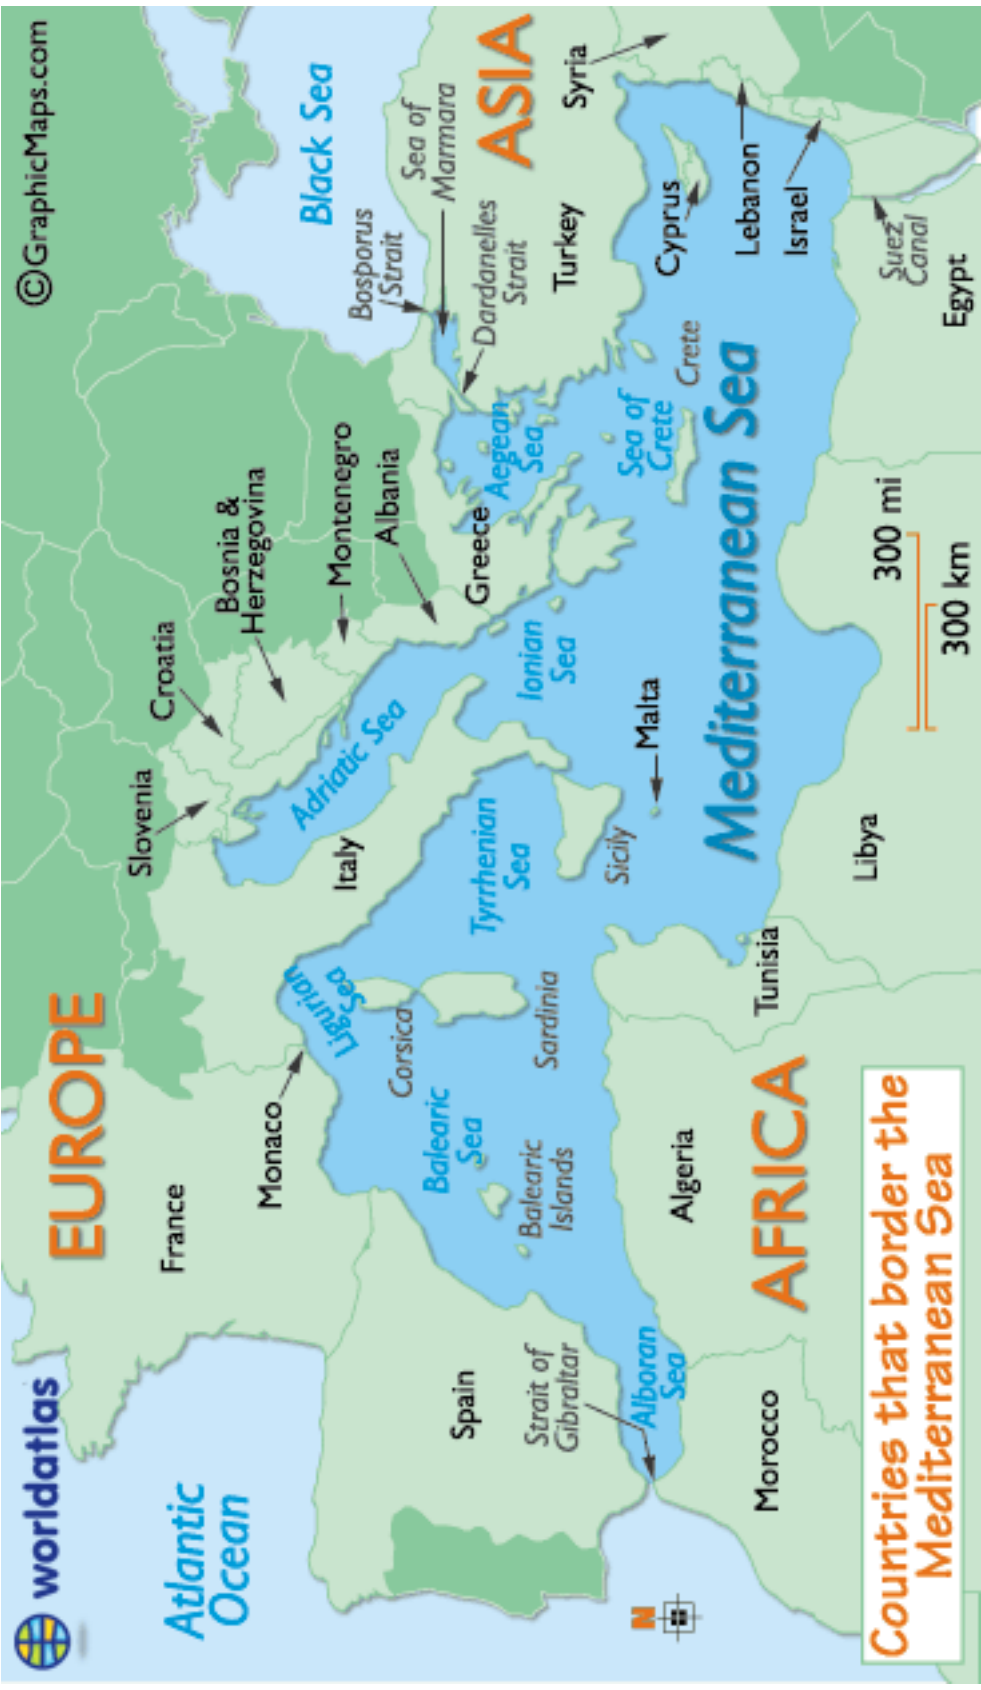 worldatlas
©GraphicMaps.com
EUROPE
Atlantic
Ocean
France
Monaco
Slovenia
Croatia
Bosnia &
Herzegovina
Montenegro
Albania
Black Sea
Bosporus
Strait
Sea of
Marmara
Dardanelles
Strait
ASIA
Syria
Turkey
Greece
Aegean
Sea
Adriatic Sea
Italy
Ligurian
Sea
Corsica
Balearic
Sea
Spain
Strait of
Gibraltar
Balearic
Islands
Sardinia
Tyrrhenian
Sea
Sicily
Ionian
Sea
Malta
Sea of
Crete
Crete
Cyprus
Lebanon
Israel
Suez
Canal
Egypt
Mediterranean Sea
Alboran
Sea
N
Morocco
Algeria
AFRICA
Tunisia
Libya
300 mi
300 km
Countries that border the
Mediterranean Sea